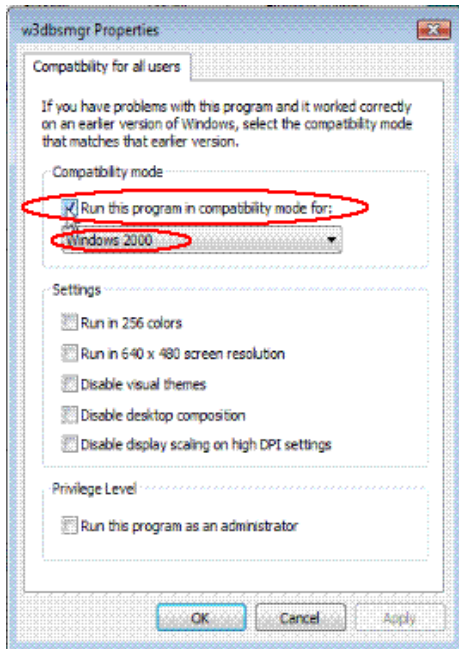 w3dbsmgr Properties
Compatibility for all users
If you have problems with this program and it worked correctly
on an earlier version of Windows, select the compatibility mode
that matches that earlier version.
Compatibility mode
Run this program in compatibility mode for:
Windows 2000
Settings
Run in 256 colors
Run in 640 x 480 screen resolution
Disable visual themes
Disable desktop composition
Disable display scaling on high DPI settings
Privilege Level
Run this program as an administrator
OK Cancel Apply